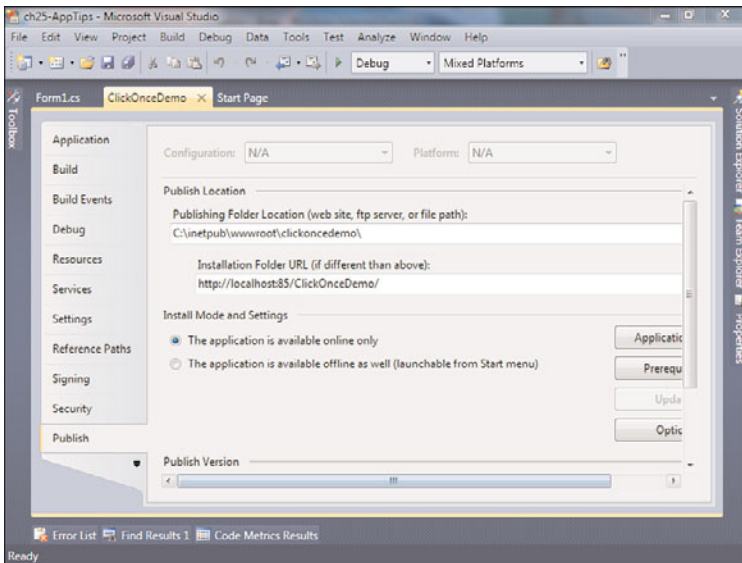 ch25-AppTips - Microsoft Visual Studio
File Edit View Project Build Debug Data Tools Test Analyze Window Help
Debug Mixed Platforms
Toolbox
Form1.cs ClickOnceDemo Start Page
Solution Explorer
Team Explorer
Properties
Application
Build
Build Events
Debug
Resources
Services
Settings
Reference Paths
Signing
Security
Publish
Configuration: N/A Platform: N/A
Publish Location
Publishing Folder Location (web site, ftp server, or file path):
C:\inetpub\wwwroot\clickoncedemo\
Installation Folder URL (if different than above):
http://localhost:85/ClickOnceDemo/
Install Mode and Settings
The application is available online only
The application is available offline as well (launchable from Start menu)
Applicatic
Prerequ
Upda
Optic
Publish Version
Error List Find Results 1 Code Metrics Results
Ready